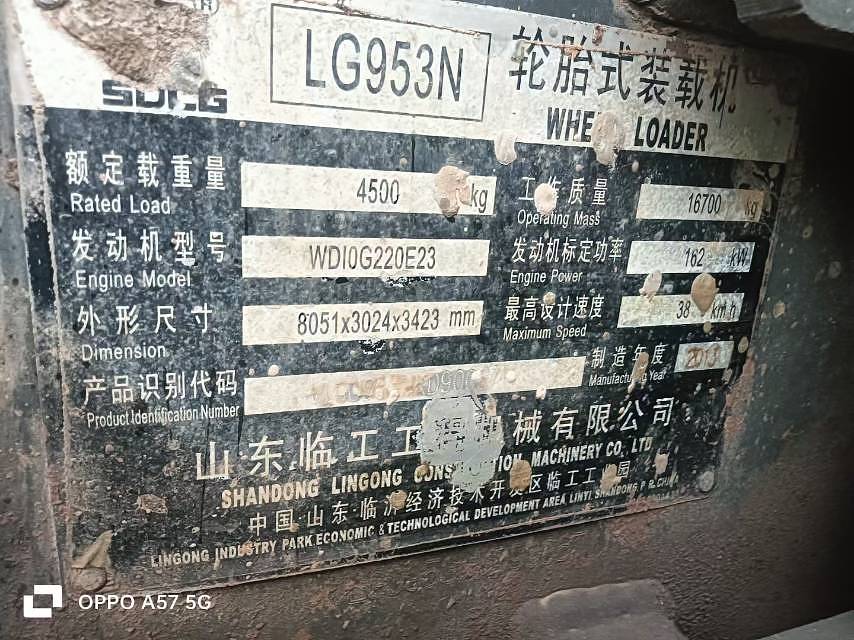 SDLG
LG953N 轮胎式装载机
LOADER
额定载重量 4500 kg 工作质量 16700 kg
Rated Load Operating Mass
发动机型号 WD10G220E23 发动机标定功率 162 kW
Engine Model Engine Power
外形尺寸 8051x3024x3423 mm 最高设计速度 38 km/h
Dimension Maximum Speed
产品识别代码 制造年度 2013
Product Identification Number Manufacturing Year
山东临工工程机械有限公司
SHANDONG LINGONG CONSTRUCTION MACHINERY CO., LTD
中国·山东·临沂经济技术开发区临工工业园
LINGONG INDUSTRY PARK,ECONOMIC & TECHNOLOGICAL DEVELOPMENT AREA LINYI SHANDONG P.R.CHINA
OPPO A57 5G